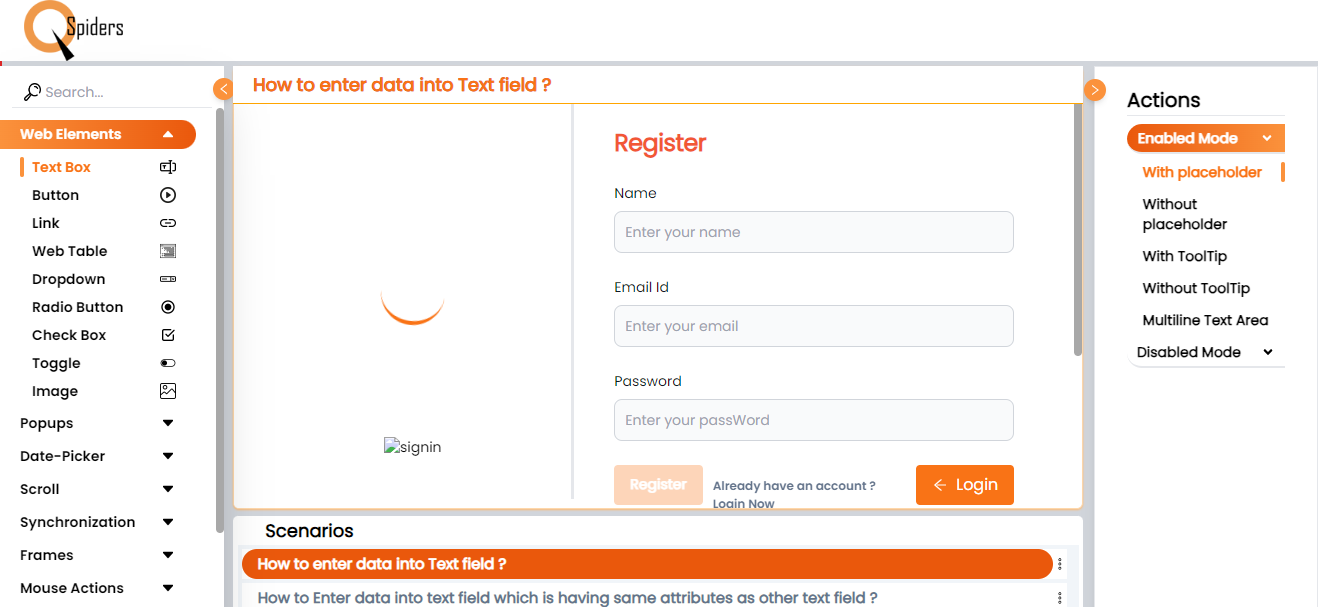 Spiders
Search...
Web Elements
Text Box
Button
Link
Web Table
Dropdown
Radio Button
Check Box
Toggle
Image
Popups
Date-Picker
Scroll
Synchronization
Frames
Mouse Actions
How to enter data into Text field ?
signin
Register
Name
Enter your name
Email Id
Enter your email
Password
Enter your passWord
Register
Already have an account ?
Login Now
Login
Scenarios
How to enter data into Text field ?
How to Enter data into text field which is having same attributes as other text field ?
Actions
Enabled Mode
With placeholder
Without
placeholder
With ToolTip
Without ToolTip
Multiline Text Area
Disabled Mode